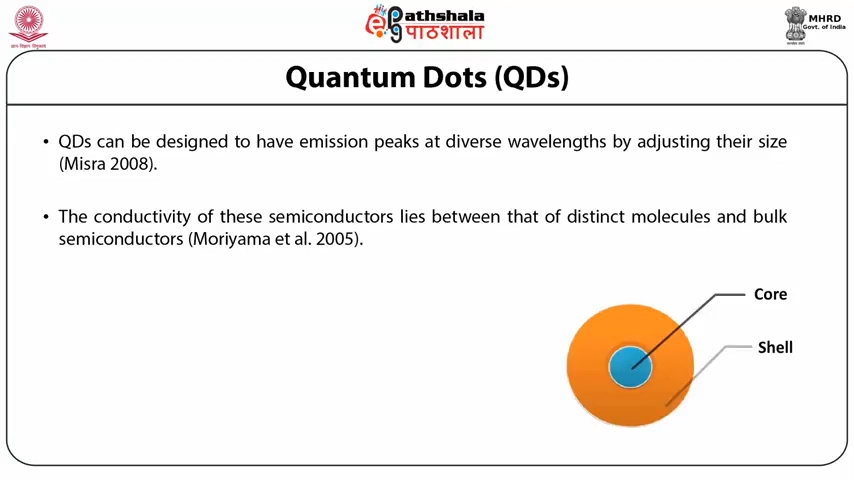 Pathshala
पाठशाला
MHRD
Govt. of India
Quantum Dots (QDs)
• QDs can be designed to have emission peaks at diverse wavelengths by adjusting their size
(Misra 2008).
• The conductivity of these semiconductors lies between that of distinct molecules and bulk
semiconductors (Moriyama et al. 2005).
Core
Shell